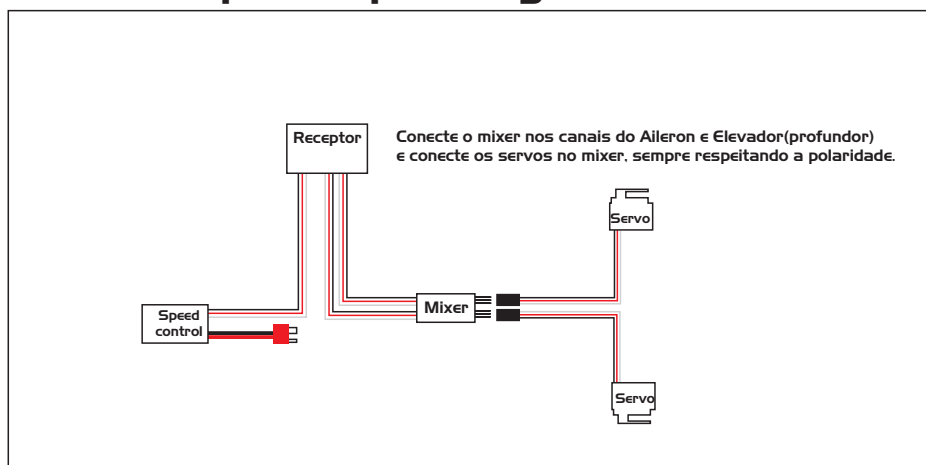 Receptor
Conecte o mixer nos canais do Aileron e Elevador(profundor)
e conecte os servos no mixer, sempre respeitando a polaridade.
Servo
Mixer
Speed
control
Servo